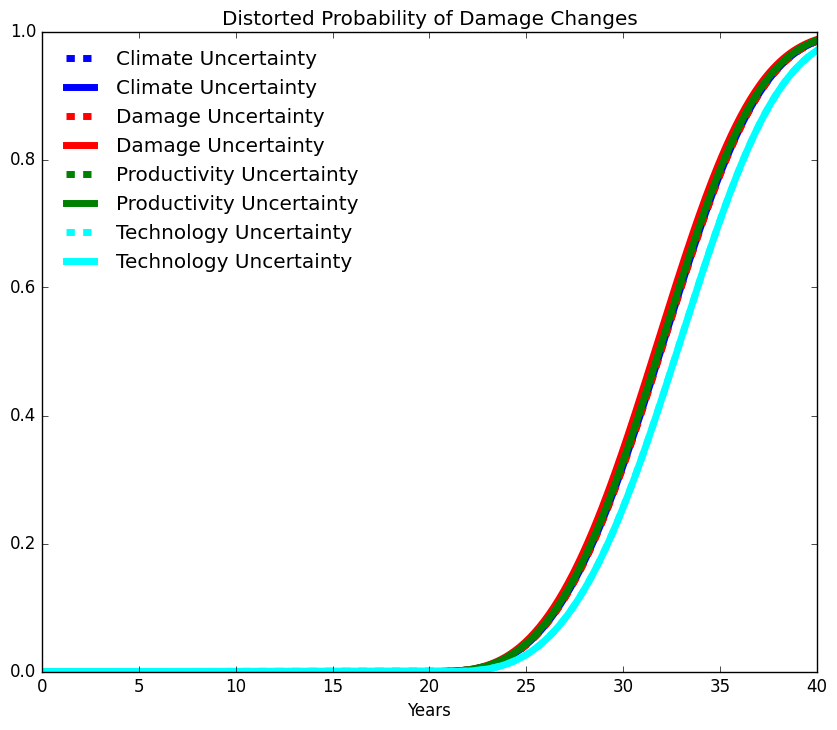 Distorted Probability of Damage Changes
1.0
Climate Uncertainty
Climate Uncertainty
Damage Uncertainty
Damage Uncertainty
Productivity Uncertainty
Productivity Uncertainty
Technology Uncertainty
Technology Uncertainty
0.8
0.6
0.4
0.2
0.0
0 5 10 15 20 25 30 35 40
Years